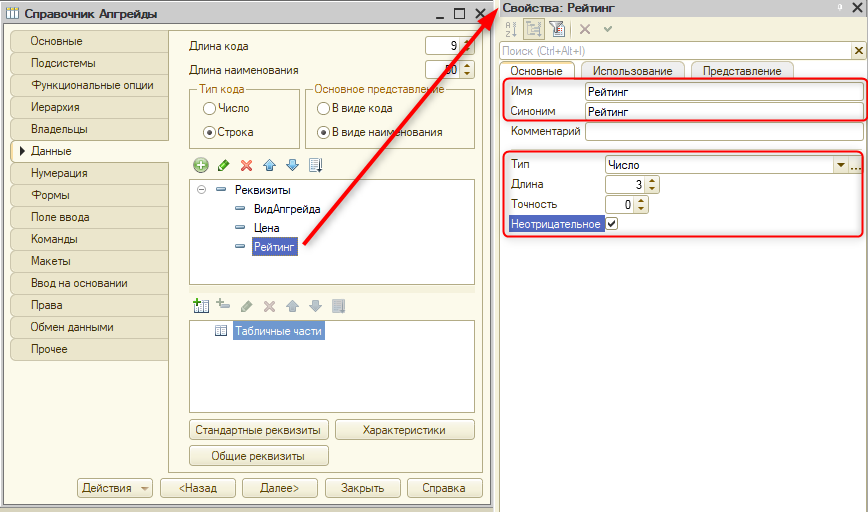 Справочник Апгрейды
Основные
Подсистемы
Функциональные опции
Иерархия
Владельцы
Данные
Нумерация
Формы
Поле ввода
Команды
Макеты
Ввод на основании
Права
Обмен данными
Прочее
Длина кода 9
Длина наименования 50
Тип кода
Число
Строка
Основное представление
В виде кода
В виде наименования
Реквизиты
ВидАпгрейда
Цена
Рейтинг
Табличные части
Стандартные реквизиты Характеристики
Общие реквизиты
Действия <Назад Далее> Закрыть Справка
Свойства: Рейтинг
Поиск (Ctrl+Alt+I)
Основные Использование Представление
Имя Рейтинг
Синоним Рейтинг
Комментарий
Тип Число ...
Длина 3
Точность 0
Неотрицательное